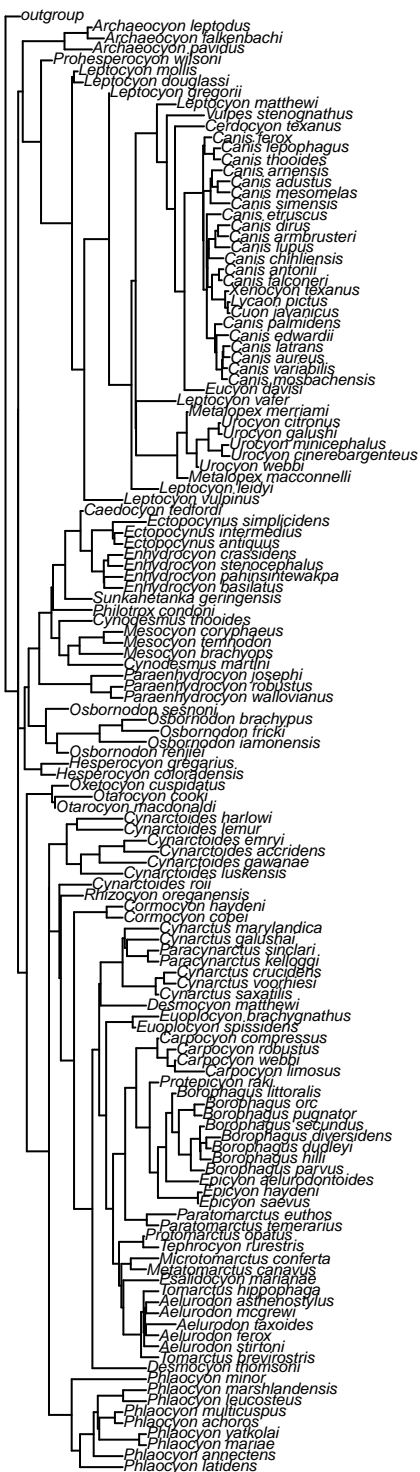 outgroup
Archaeocyon leptodus
Archaeocyon falkenbachi
Archaeocyon pavidus
Prohesperocyon wilsoni
Leptocyon mollis
Leptocyon douglassi
Leptocyon gregorii
Leptocyon matthewi
Vulpes stenognathus
Cerdocyon texanus
Canis ferox
Canis lepophagus
Canis thooides
Canis arnensis
Canis adustus
Canis mesomelas
Canis simensis
Canis etruscus
Canis dirus
Canis armbrusteri
Canis lupus
Canis chihliensis
Canis antonii
Canis falconeri
Xenocyon texanus
Lycaon pictus
Cuon javanicus
Canis palmidens
Canis edwardii
Canis latrans
Canis aureus
Canis variabilis
Canis mosbachensis
Eucyon davisi
Leptocyon vafer
Metalopex merriami
Urocyon citronus
Urocyon galushi
Urocyon minicephalus
Urocyon cinereoargenteus
Urocyon webbi
Metalopex macconnelli
Leptocyon leidyi
Leptocyon vulpinus
Caedocyon tedfordi
Ectopocynus simplicidens
Ectopocynus intermedius
Ectopocynus antiquus
Enhydrocyon crassidens
Enhydrocyon stenocephalus
Enhydrocyon pahinsintewakpa
Enhydrocyon basilatus
Sunkahetanka geringensis
Philotrox condoni
Cynodesmus thooides
Mesocyon coryphaeus
Mesocyon temnodon
Mesocyon brachyops
Cynodesmus martini
Paraenhydrocyon josephi
Paraenhydrocyon robustus
Paraenhydrocyon wallovianus
Osbornodon sesnoni
Osbornodon brachypus
Osbornodon fricki
Osbornodon iamonensis
Osbornodon renjiei
Hesperocyon gregarius
Hesperocyon coloradensis
Oxetocyon cuspidatus
Otarocyon cooki
Otarocyon macdonaldi
Cynarctoides harlowi
Cynarctoides lemur
Cynarctoides emryi
Cynarctoides accridens
Cynarctoides gawanae
Cynarctoides luskensis
Cynarctoides roii
Rhizocyon oreganensis
Cormocyon haydeni
Cormocyon copei
Cynarctus marylandica
Cynarctus galushai
Paracynarctus sinclari
Paracynarctus kelloggi
Cynarctus crucidens
Cynarctus voorhiesi
Cynarctus saxatilis
Desmocyon matthewi
Euoplocyon brachygnathus
Euoplocyon spissidens
Carpocyon compressus
Carpocyon robustus
Carpocyon webbi
Carpocyon limosus
Protepicyon raki
Borophagus littoralis
Borophagus orc
Borophagus pugnator
Borophagus secundus
Borophagus diversidens
Borophagus dudleyi
Borophagus hilli
Borophagus parvus
Epicyon aelurodontoides
Epicyon haydeni
Epicyon saevus
Paratomarctus euthos
Paratomarctus temerarius
Protomarctus opatus
Tephrocyon rurestris
Microtomarctus conferta
Metatomarctus canavus
Esalidocyon marianae
Tomarctus hippophaga
Aelurodon asthenostylus
Aelurodon mcgrewi
Aelurodon taxoides
Aelurodon ferox
Aelurodon stirtoni
Tomarctus brevirostris
Desmocyon thomsoni
Phlaocyon minor
Phlaocyon marshlandensis
Phlaocyon leucosteus
Phlaocyon multicuspus
Phlaocyon achoros
Phlaocyon yatkolai
Phlaocyon mariae
Phlaocyon annectens
Phlaocyon latidens